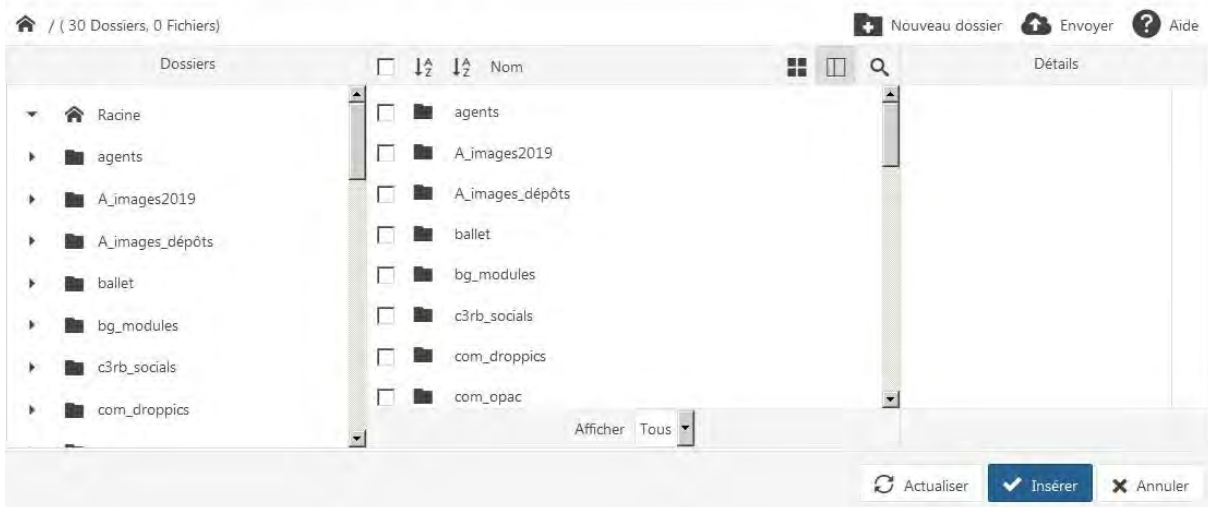 / ( 30 Dossiers, 0 Fichiers)
Nouveau dossier
Envoyer
Aide
Dossiers
Nom
Détails
Racine
agents
A_images2019
A_images_dépôts
ballet
bg_modules
c3rb_socials
com_droppics
agents
A_images2019
A_images_dépôts
ballet
bg_modules
c3rb_socials
com_droppics
com_opac
Afficher Tous
Actualiser
Insérer
Annuler